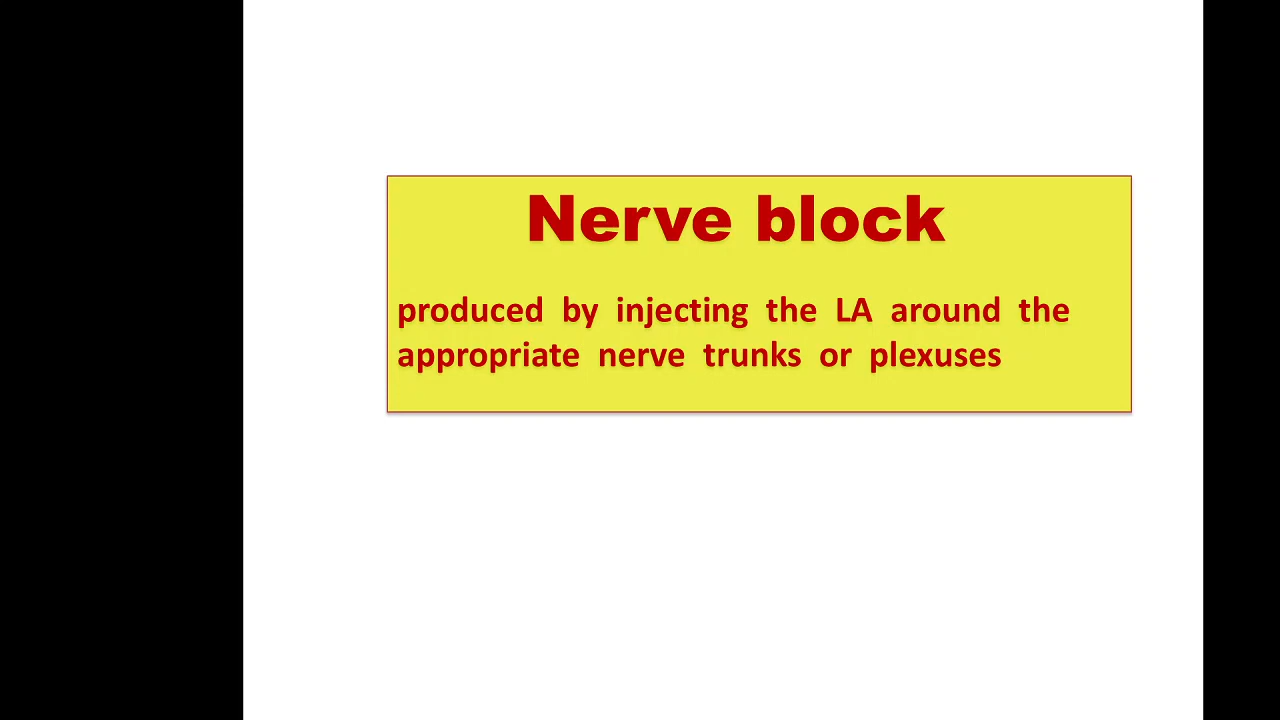 Nerve block
produced by injecting the LA around the
appropriate nerve trunks or plexuses